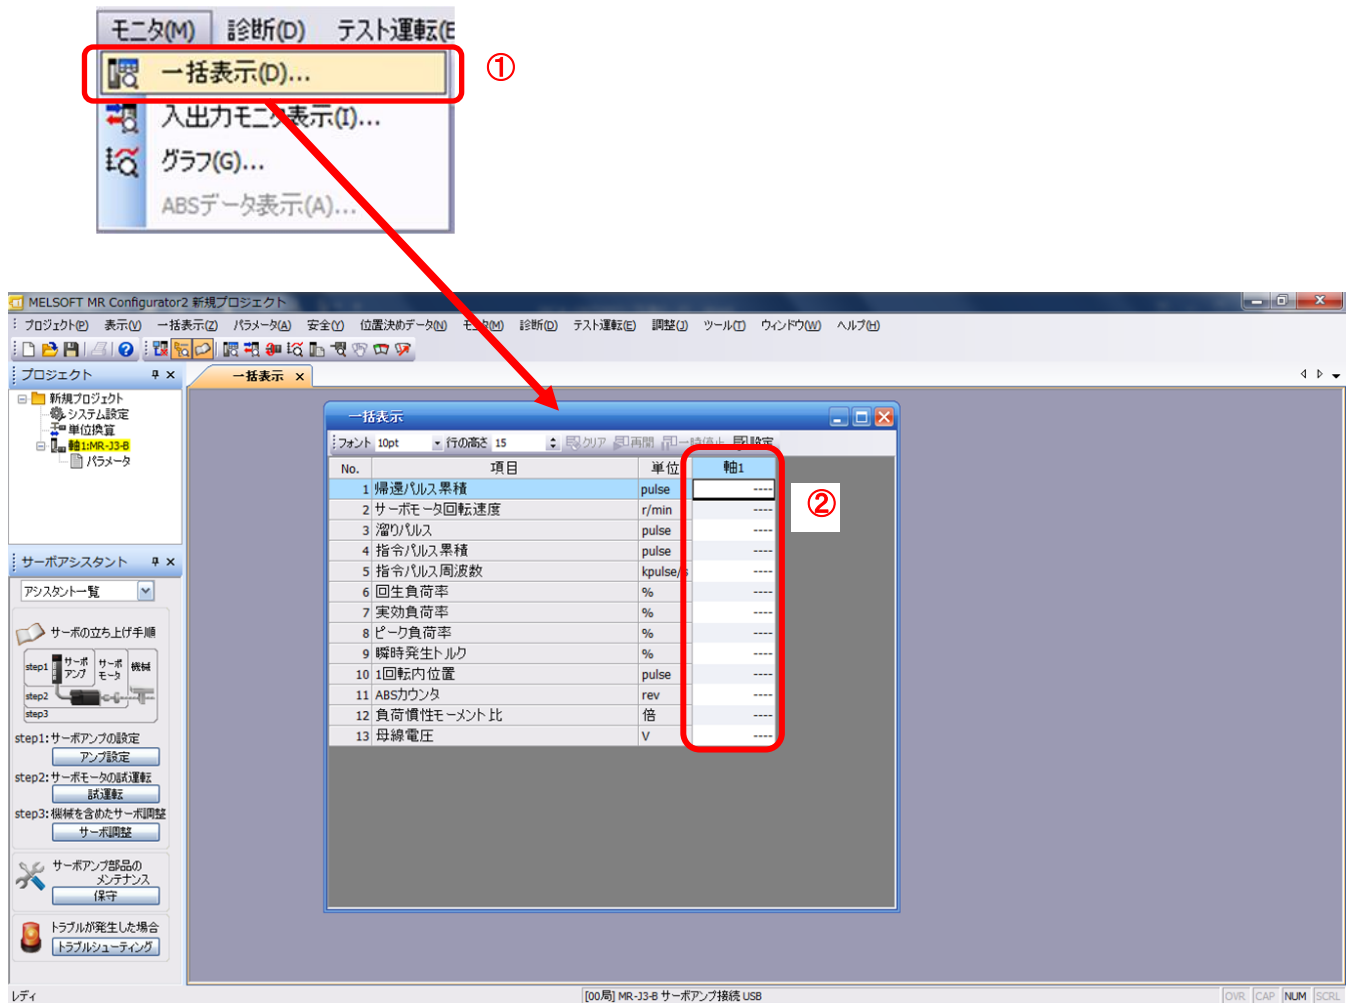 モニタ(M) 診断(D) テスト運転(E
一括表示(D)...
①
入出力モニタ表示(I)...
グラフ(G)...
ABSデータ表示(A)...
MELSOFT MR Configurator2 新規プロジェクト
プロジェクト(P) 表示(V) 一括表示(Z) パラメータ(A) 安全(Y) 位置決めデータ(N) モニタ(M) 診断(D) テスト運転(E) 調整(J) ツール(T) ウィンドウ(W) ヘルプ(H)
プロジェクト
一括表示
新規プロジェクト
システム設定
単位換算
軸1:MR-J3-B
パラメータ
一括表示
フォント 10pt 行の高さ 15 クリア 再開 一時停止 設定
No. 項目 単位 軸1
1 帰還パルス累積 pulse ----
2 サーボモータ回転速度 r/min ----
3 溜りパルス pulse ----
4 指令パルス累積 pulse ----
5 指令パルス周波数 kpulse/s ----
6 回生負荷率 % ----
7 実効負荷率 % ----
8 ピーク負荷率 % ----
9 瞬時発生トルク % ----
10 1回転内位置 pulse ----
11 ABSカウンタ rev ----
12 負荷慣性モーメント比 倍 ----
13 母線電圧 V ----
②
サーボアシスタント
アシスタント一覧
サーボの立ち上げ手順
step1 サーボアンプ サーボモータ 機械
step2
step3
step1:サーボアンプの設定
アンプ設定
step2:サーボモータの試運転
試運転
step3:機械を含めたサーボ調整
サーボ調整
サーボアンプ部品の
メンテナンス
保守
トラブルが発生した場合
トラブルシューティング
レディ [00局] MR-J3-B サーボアンプ接続 USB OVR CAP NUM SCRL